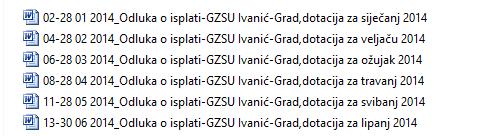 02-28 01 2014_Odluka o isplati-GZSU Ivanić-Grad,dotacija za siječanj 2014
04-28 02 2014_Odluka o isplati-GZSU Ivanić-Grad,dotacija za veljaču 2014
06-28 03 2014_Odluka o isplati-GZSU Ivanić-Grad,dotacija za ožujak 2014
08-28 04 2014_Odluka o isplati-GZSU Ivanić-Grad,dotacija za travanj 2014
11-28 05 2014_Odluka o isplati-GZSU Ivanić-Grad,dotacija za svibanj 2014
13-30 06 2014_Odluka o isplati-GZSU Ivanić-Grad,dotacija za lipanj 2014